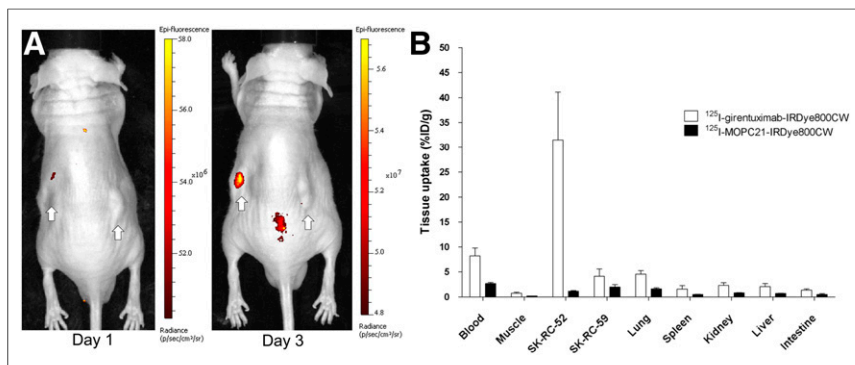 A
Epi-fluorescence
58.0
56.0
54.0 ×10⁶
52.0
Radiance
(p/sec/cm²/sr)
Day 1
Epi-fluorescence
5.6
5.4
5.2 ×10⁷
5.0
4.8
Radiance
(p/sec/cm²/sr)
Day 3
B
Tissue uptake (%ID/g)
50
45
40
35
30
25
20
15
10
5
0
¹²⁵I-girentuximab-IRDye800CW
¹²⁵I-MOPC21-IRDye800CW
Blood
Muscle
SK-RC-52
SK-RC-59
Lung
Spleen
Kidney
Liver
Intestine